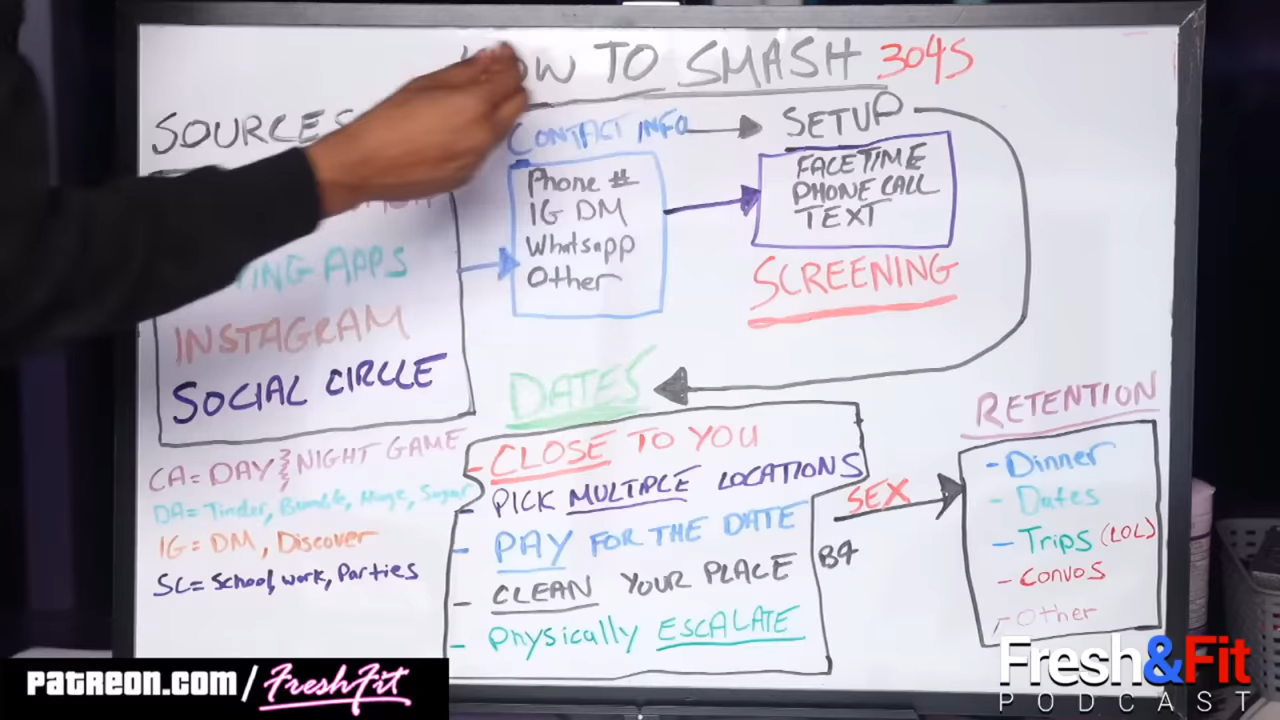 HOW TO SMASH 304S
SOURCES
APPS
INSTAGRAM
SOCIAL CIRCLE
CA = DAY & NIGHT GAME
DA = Tinder, Bumble, Hinge, Sugar
IG = DM, Discover
SC = School, work, Parties
CONTACT INFO
Phone #
IG DM
Whatsapp
Other
SETUP
FACETIME
PHONE CALL
TEXT
SCREENING
DATES
- CLOSE TO YOU
- PICK MULTIPLE LOCATIONS
- PAY FOR THE DATE
- CLEAN YOUR PLACE B4
- Physically ESCALATE
SEX
RETENTION
- Dinner
- Dates
- Trips (LOL)
- Convos
- Other
patreon.com/FreshFit
Fresh&Fit
PODCAST